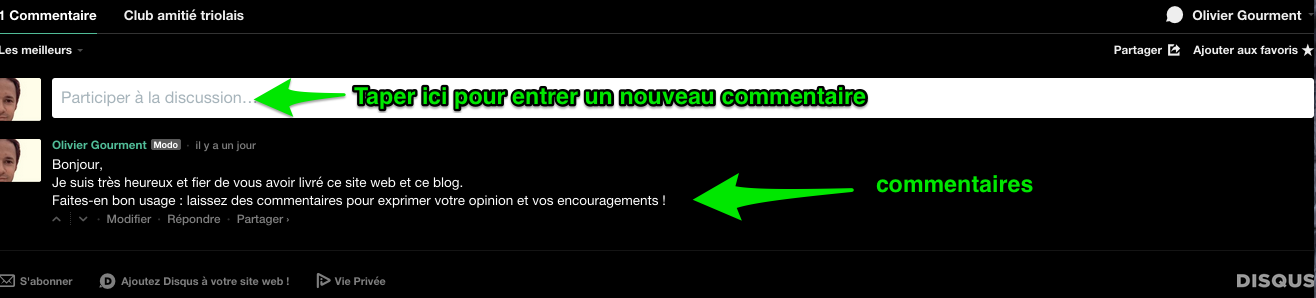 1 Commentaire Club amitié triolais Olivier Gourment
Les meilleurs Partager Ajouter aux favoris
Participer à la discussion... Taper ici pour entrer un nouveau commentaire
Olivier Gourment Modo · il y a un jour
Bonjour,
Je suis très heureux et fier de vous avoir livré ce site web et ce blog.
Faites-en bon usage : laissez des commentaires pour exprimer votre opinion et vos encouragements !
commentaires
· Modifier · Répondre · Partager ›
S'abonner Ajoutez Disqus à votre site web ! Vie Privée DISQUS